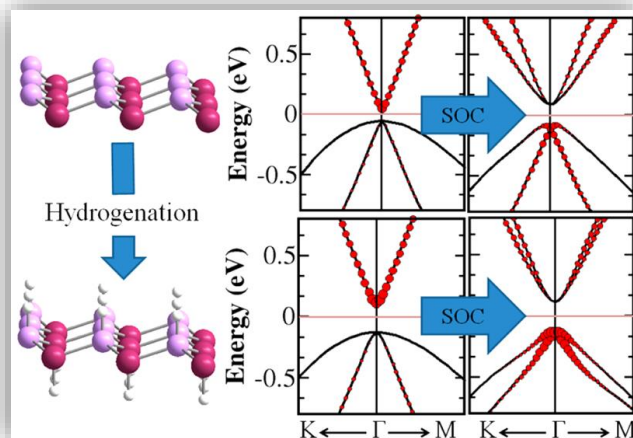 Energy (eV)
0.5
0
-0.5
SOC
Hydrogenation
Energy (eV)
0.5
0
-0.5
SOC
K ← Γ → M
K ← Γ → M